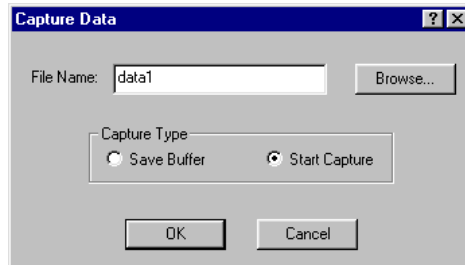 Capture Data
File Name: data1 Browse...
Capture Type
Save Buffer Start Capture
OK Cancel